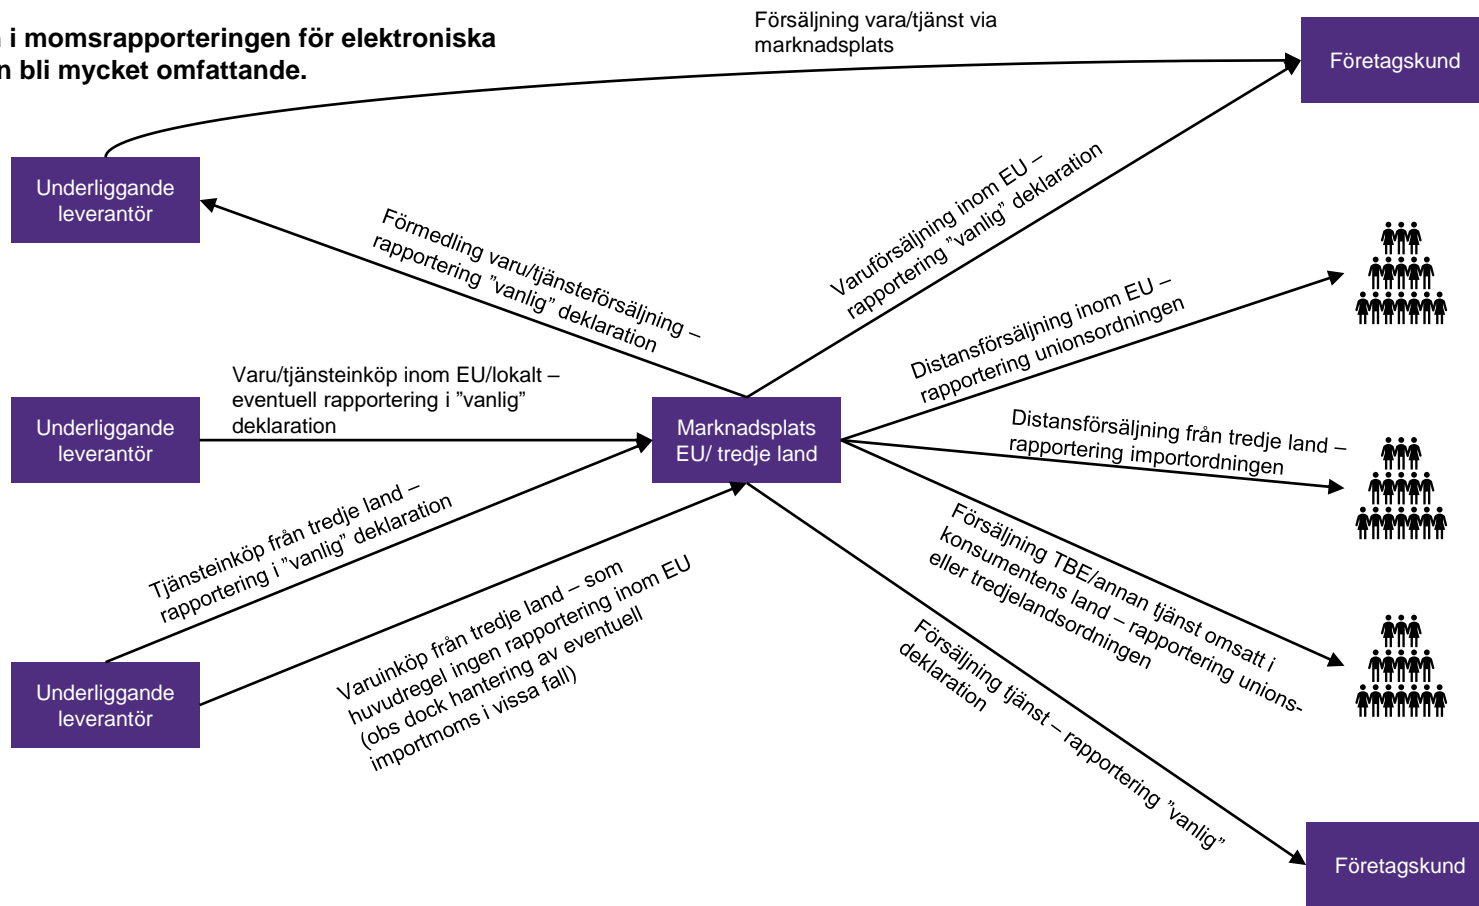 i momsrapporteringen för elektroniska
bli mycket omfattande.
Försäljning vara/tjänst via
marknadsplats
Företagskund
Underliggande
leverantör
Förmedling varu/tjänsteförsäljning –
rapportering ”vanlig” deklaration
Varuförsäljning inom EU –
rapportering ”vanlig” deklaration
Distansförsäljning inom EU –
rapportering unionsordningen
Varu/tjänsteinköp inom EU/lokalt –
eventuell rapportering i ”vanlig”
deklaration
Underliggande
leverantör
Marknadsplats
EU/ tredje land
Distansförsäljning från tredje land –
rapportering importordningen
Tjänsteinköp från tredje land –
rapportering i ”vanlig” deklaration
Försäljning TBE/annan tjänst omsatt i
konsumentens land – rapportering unions-
eller tredjelandsordningen
Underliggande
leverantör
Varuinköp från tredje land – som
huvudregel ingen rapportering inom EU
(obs dock hantering av eventuell
importmoms i vissa fall)
Försäljning tjänst – rapportering ”vanlig”
deklaration
Företagskund